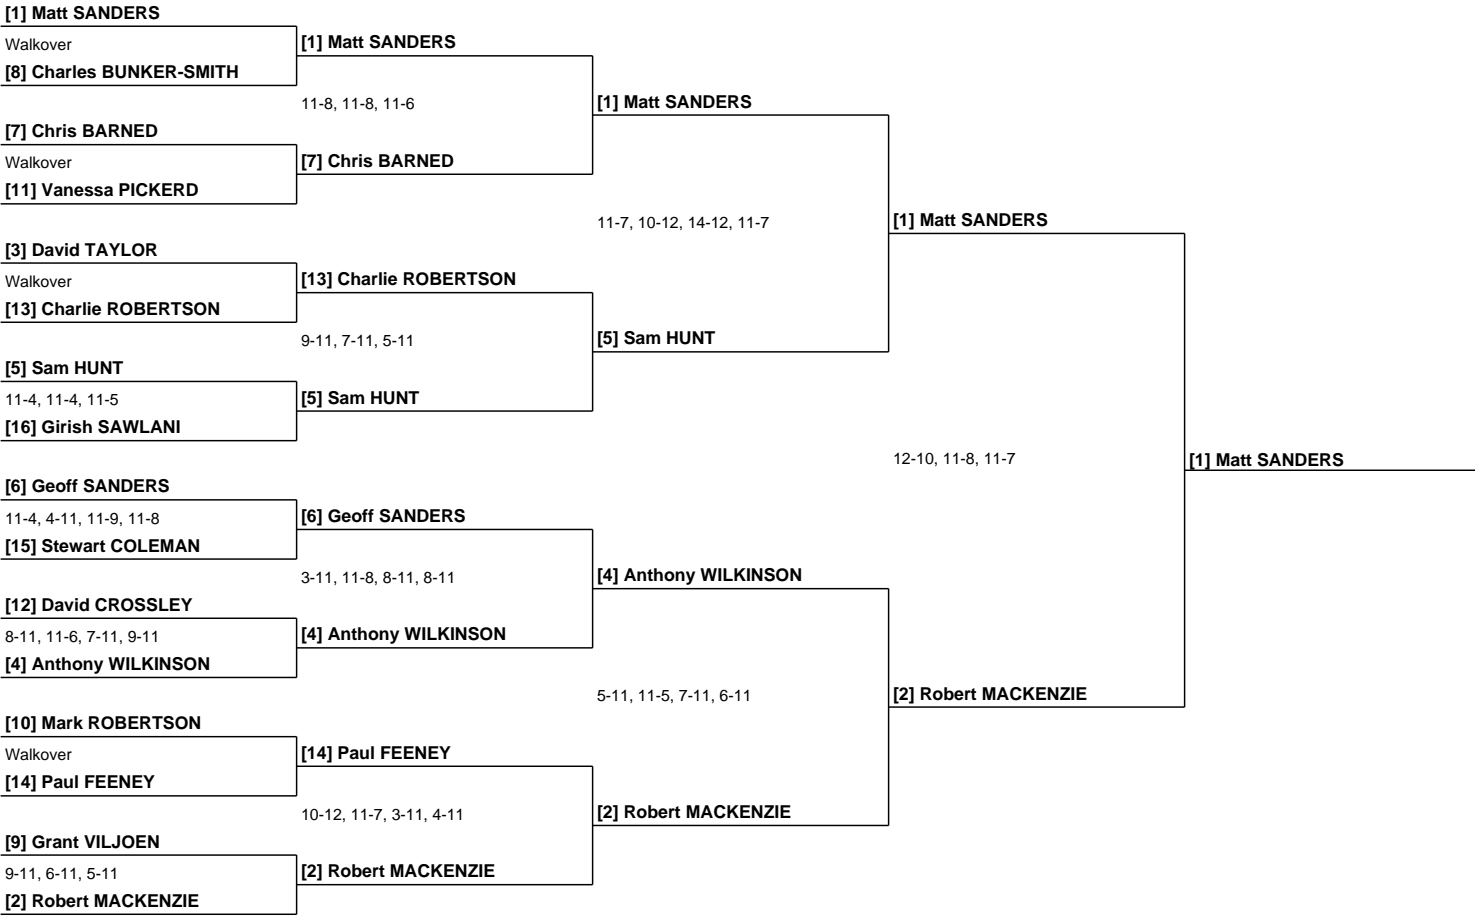 [1] Matt SANDERS
Walkover
[8] Charles BUNKER-SMITH
[7] Chris BARNED
Walkover
[11] Vanessa PICKERD
[3] David TAYLOR
Walkover
[13] Charlie ROBERTSON
[5] Sam HUNT
11-4, 11-4, 11-5
[16] Girish SAWLANI
[6] Geoff SANDERS
11-4, 4-11, 11-9, 11-8
[15] Stewart COLEMAN
[12] David CROSSLEY
8-11, 11-6, 7-11, 9-11
[4] Anthony WILKINSON
[10] Mark ROBERTSON
Walkover
[14] Paul FEENEY
[9] Grant VILJOEN
9-11, 6-11, 5-11
[2] Robert MACKENZIE
[1] Matt SANDERS
11-8, 11-8, 11-6
[7] Chris BARNED
[13] Charlie ROBERTSON
9-11, 7-11, 5-11
[5] Sam HUNT
[6] Geoff SANDERS
3-11, 11-8, 8-11, 8-11
[4] Anthony WILKINSON
[14] Paul FEENEY
10-12, 11-7, 3-11, 4-11
[2] Robert MACKENZIE
[1] Matt SANDERS
11-7, 10-12, 14-12, 11-7
[5] Sam HUNT
[4] Anthony WILKINSON
5-11, 11-5, 7-11, 6-11
[2] Robert MACKENZIE
[1] Matt SANDERS
12-10, 11-8, 11-7
[2] Robert MACKENZIE
[1] Matt SANDERS